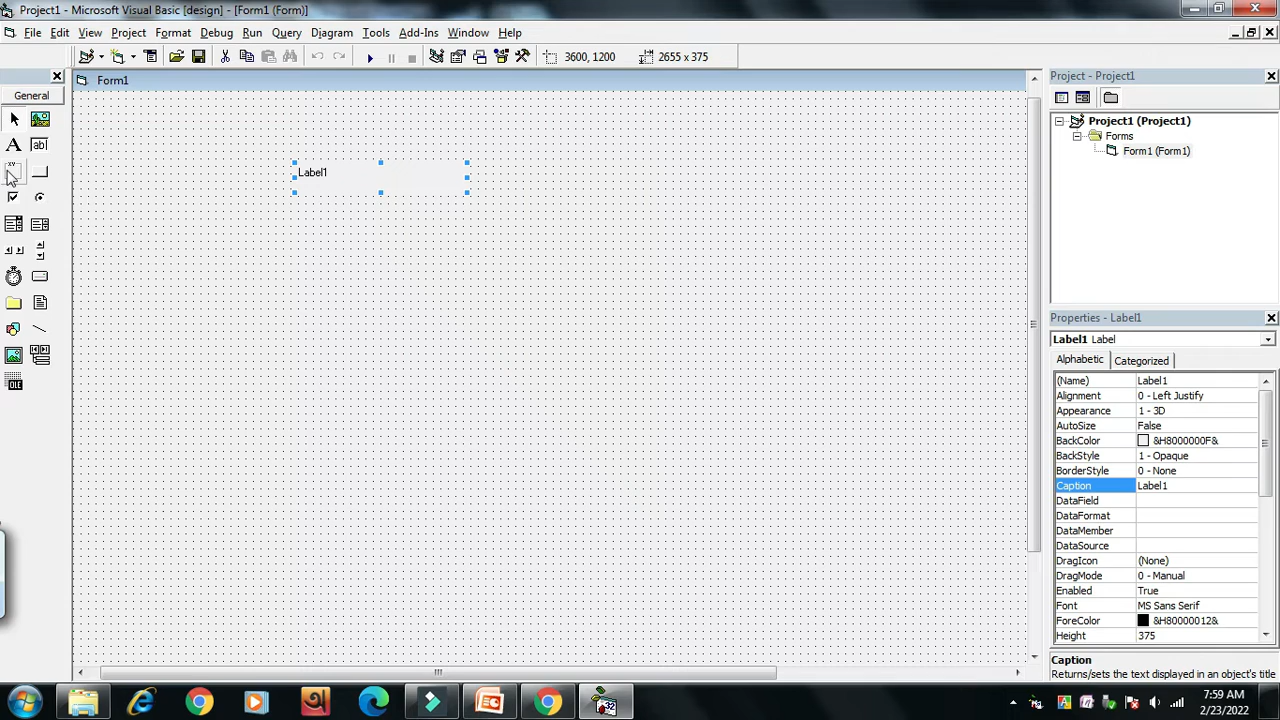 Project1 - Microsoft Visual Basic [design] - [Form1 (Form)]
File Edit View Project Format Debug Run Query Diagram Tools Add-Ins Window Help
3600, 1200 2655 x 375
General
Form1
Label1
A ab|
XY
OLE
Project - Project1
Project1 (Project1)
Forms
Form1 (Form1)
Properties - Label1
Label1 Label
Alphabetic Categorized
(Name) Label1
Alignment 0 - Left Justify
Appearance 1 - 3D
AutoSize False
BackColor &H8000000F&
BackStyle 1 - Opaque
BorderStyle 0 - None
Caption Label1
DataField
DataFormat
DataMember
DataSource
DragIcon (None)
DragMode 0 - Manual
Enabled True
Font MS Sans Serif
ForeColor &H80000012&
Height 375
Caption
Returns/sets the text displayed in an object's title
32
7:59 AM
2/23/2022